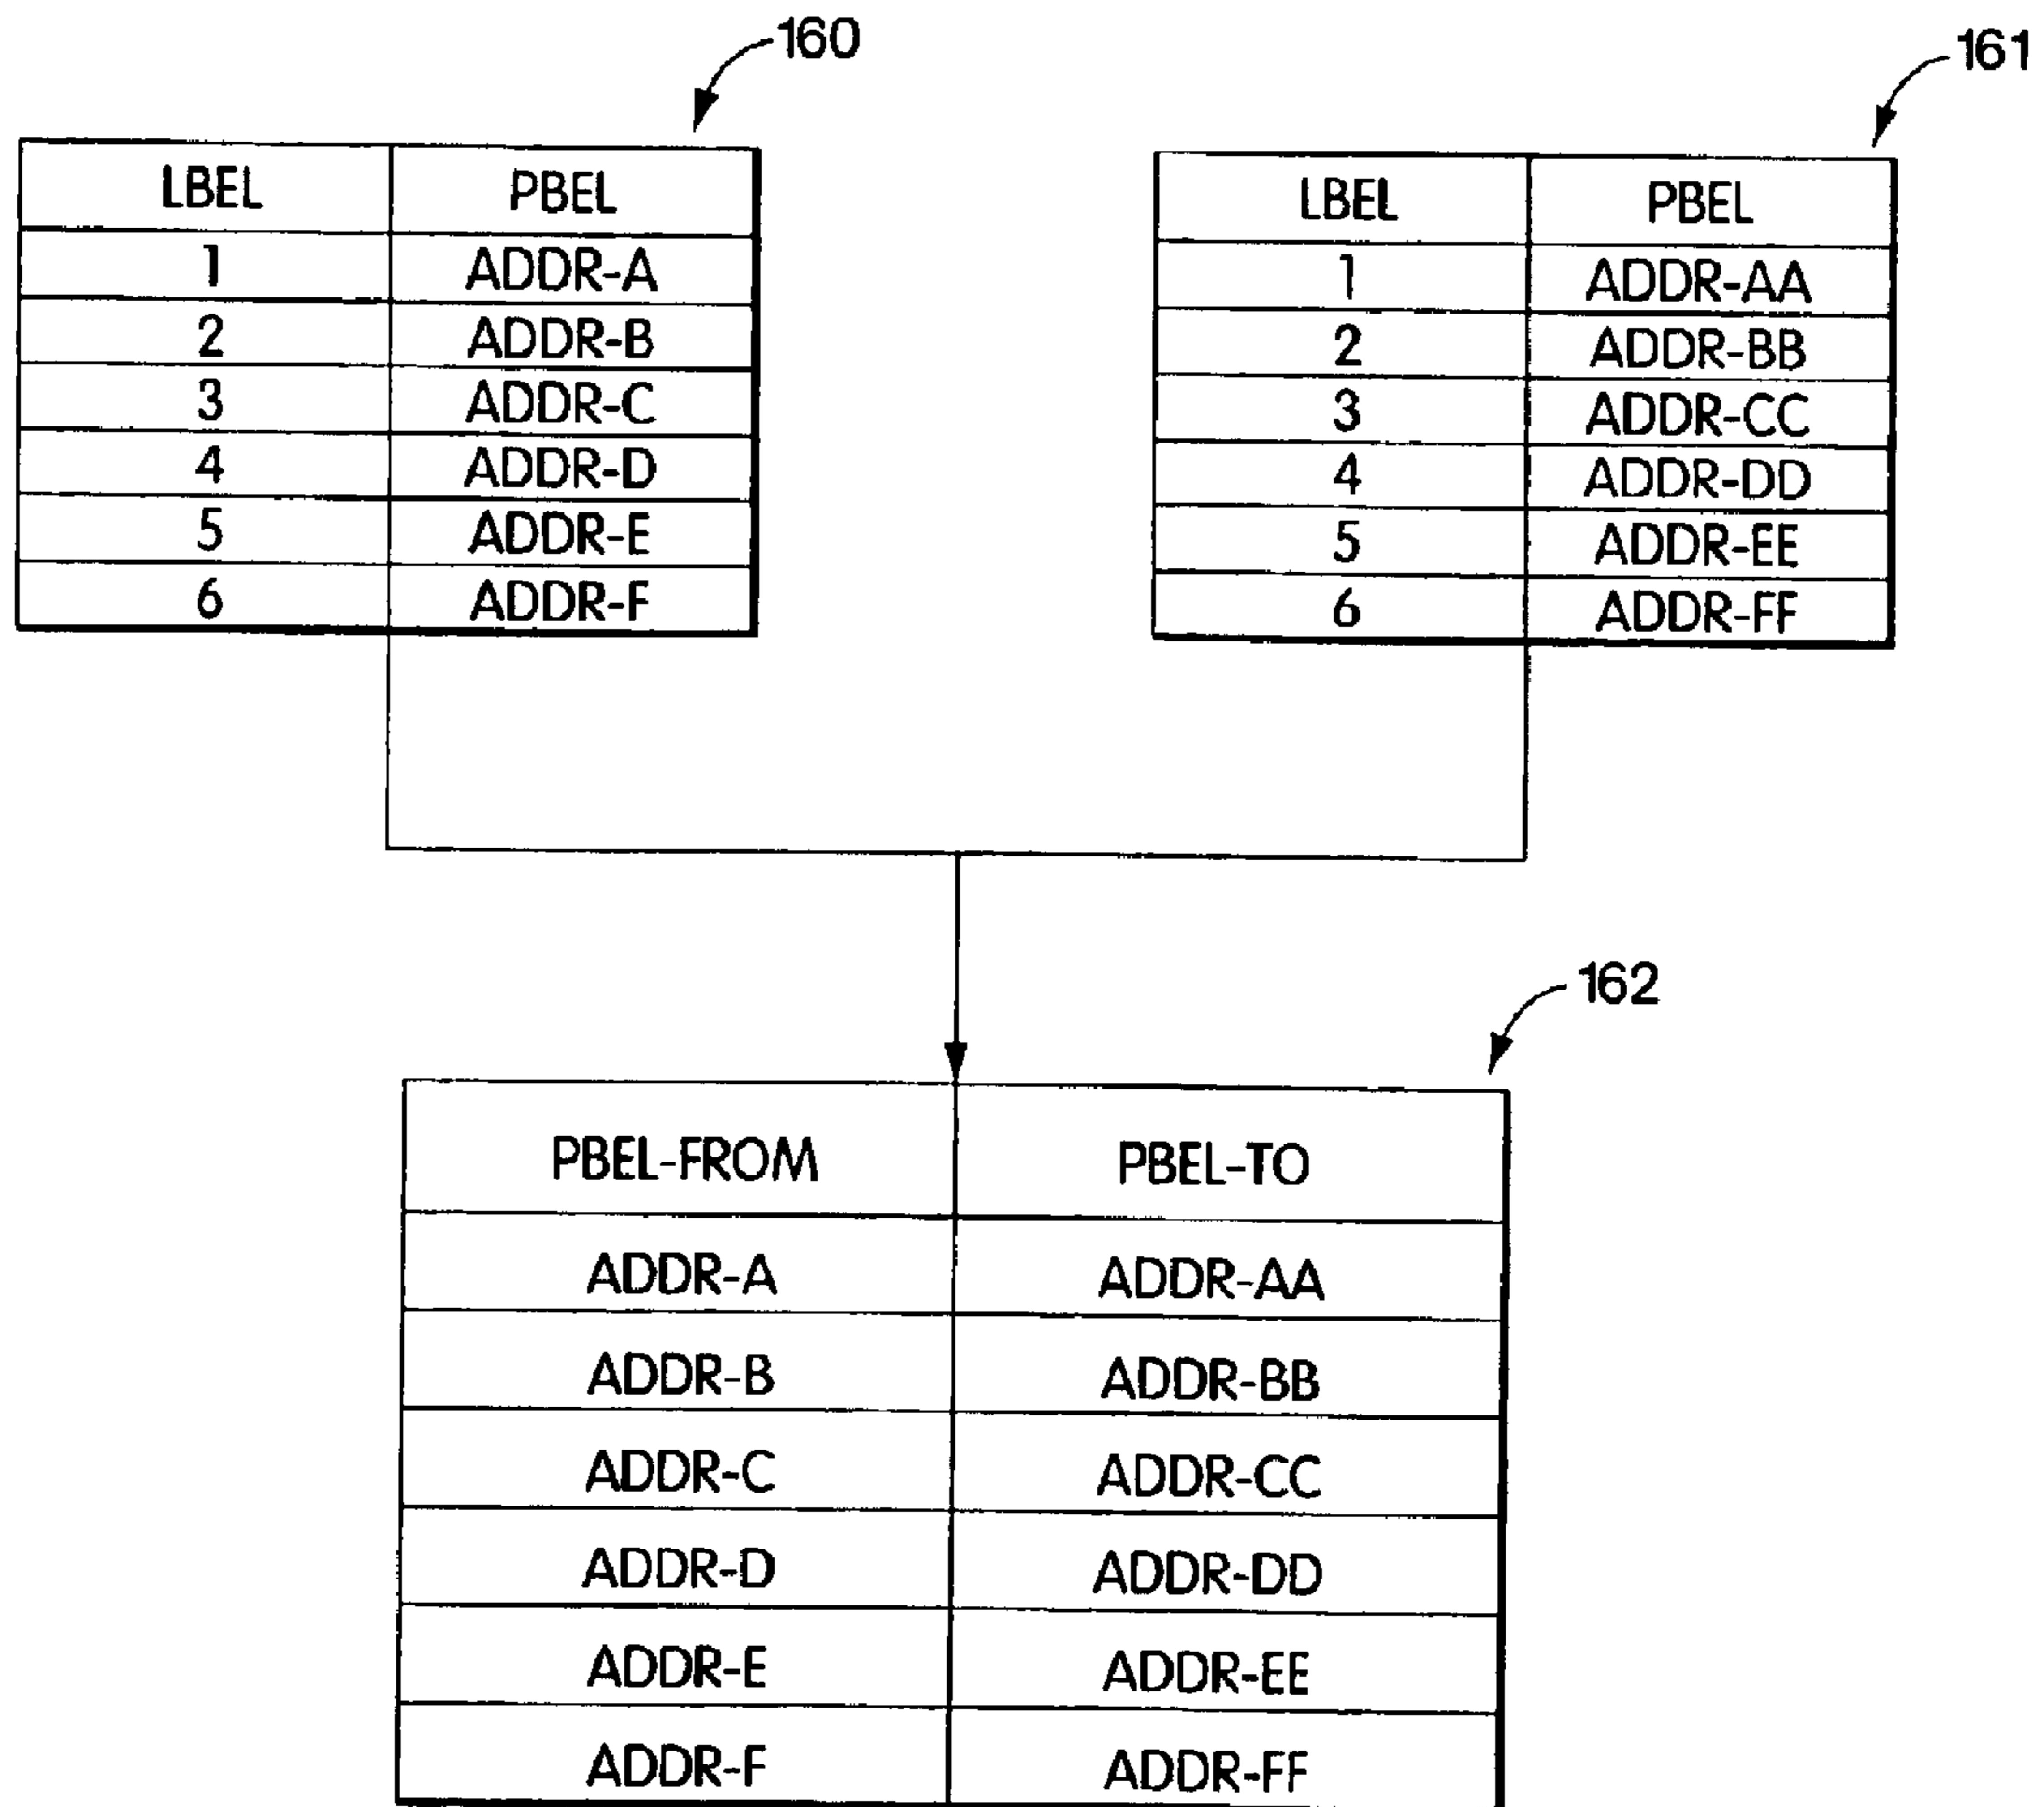 160
LBEL PBEL
1 ADDR-A
2 ADDR-B
3 ADDR-C
4 ADDR-D
5 ADDR-E
6 ADDR-F
161
LBEL PBEL
1 ADDR-AA
2 ADDR-BB
3 ADDR-CC
4 ADDR-DD
5 ADDR-EE
6 ADDR-FF
162
PBEL-FROM PBEL-TO
ADDR-A ADDR-AA
ADDR-B ADDR-BB
ADDR-C ADDR-CC
ADDR-D ADDR-DD
ADDR-E ADDR-EE
ADDR-F ADDR-FF